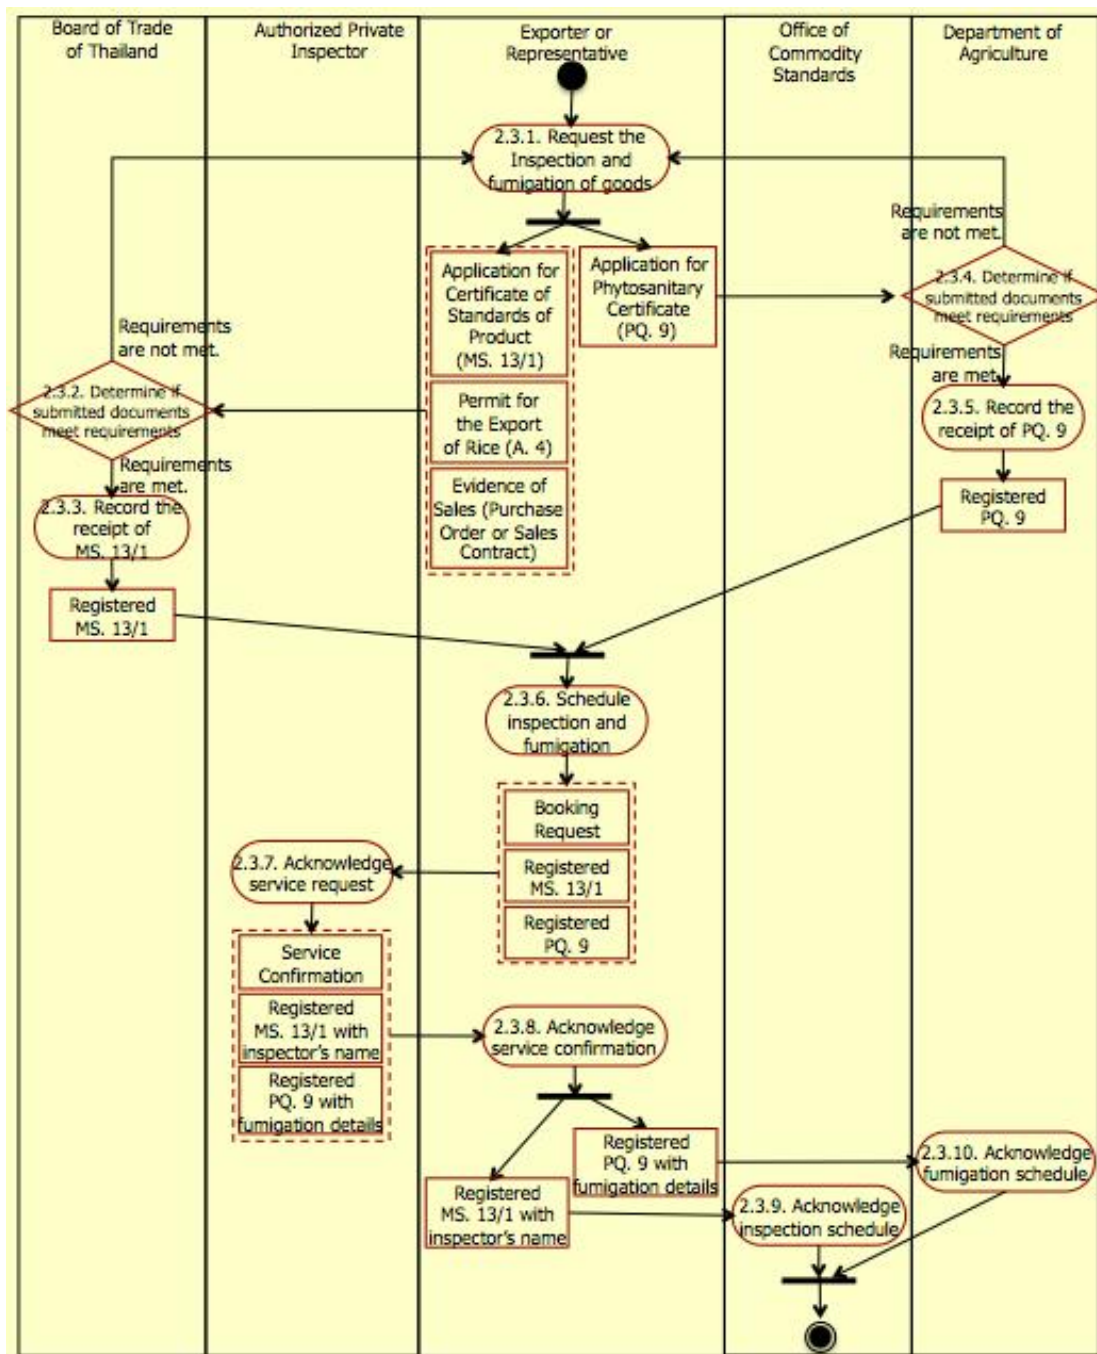 Board of Trade
of Thailand
Authorized Private
Inspector
Exporter or
Representative
Office of
Commodity
Standards
Department of
Agriculture
2.3.1. Request the
Inspection and
fumigation of goods
Requirements
are not met.
Application for
Certificate of
Standards of
Product
(MS. 13/1)
Application for
Phytosanitary
Certificate
(PQ. 9)
2.3.4. Determine if
submitted documents
meet requirements
Requirements
are not met.
Requirements
are met.
2.3.2. Determine if
submitted documents
meet requirements
Permit for
the Export
of Rice (A. 4)
2.3.5. Record the
receipt of PQ. 9
Requirements
are met.
Evidence of
Sales (Purchase
Order or Sales
Contract)
Registered
PQ. 9
2.3.3. Record the
receipt of
MS. 13/1
Registered
MS. 13/1
2.3.6. Schedule
inspection and
fumigation
Booking
Request
2.3.7. Acknowledge
service request
Registered
MS. 13/1
Registered
PQ. 9
Service
Confirmation
Registered
MS. 13/1 with
inspector's name
2.3.8. Acknowledge
service confirmation
Registered
PQ. 9 with
fumigation details
Registered
PQ. 9 with
fumigation details
2.3.10. Acknowledge
fumigation schedule
Registered
MS. 13/1 with
inspector's name
2.3.9. Acknowledge
inspection schedule